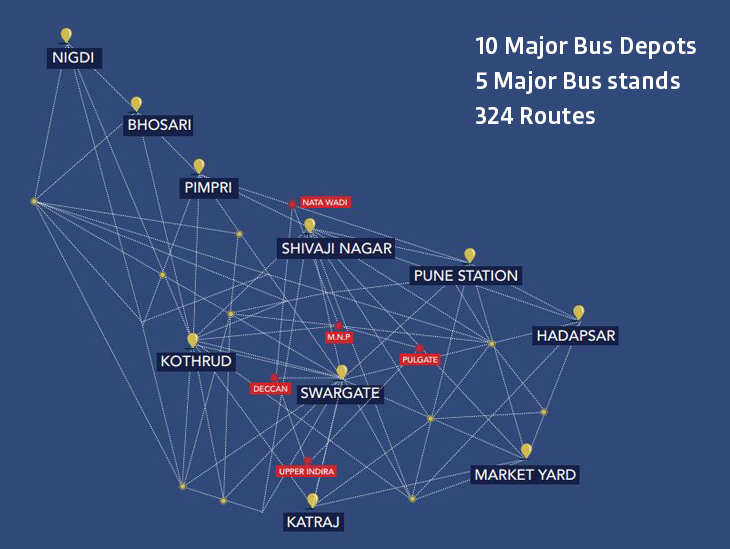 10 Major Bus Depots
5 Major Bus stands
324 Routes
NIGDI
BHOSARI
PIMPRI
NATA WADI
SHIVAJI NAGAR
PUNE STATION
HADAPSAR
M.N.P
KOTHRUD
PULGATE
DECCAN
SWARGATE
UPPER INDIRA
MARKET YARD
KATRAJ